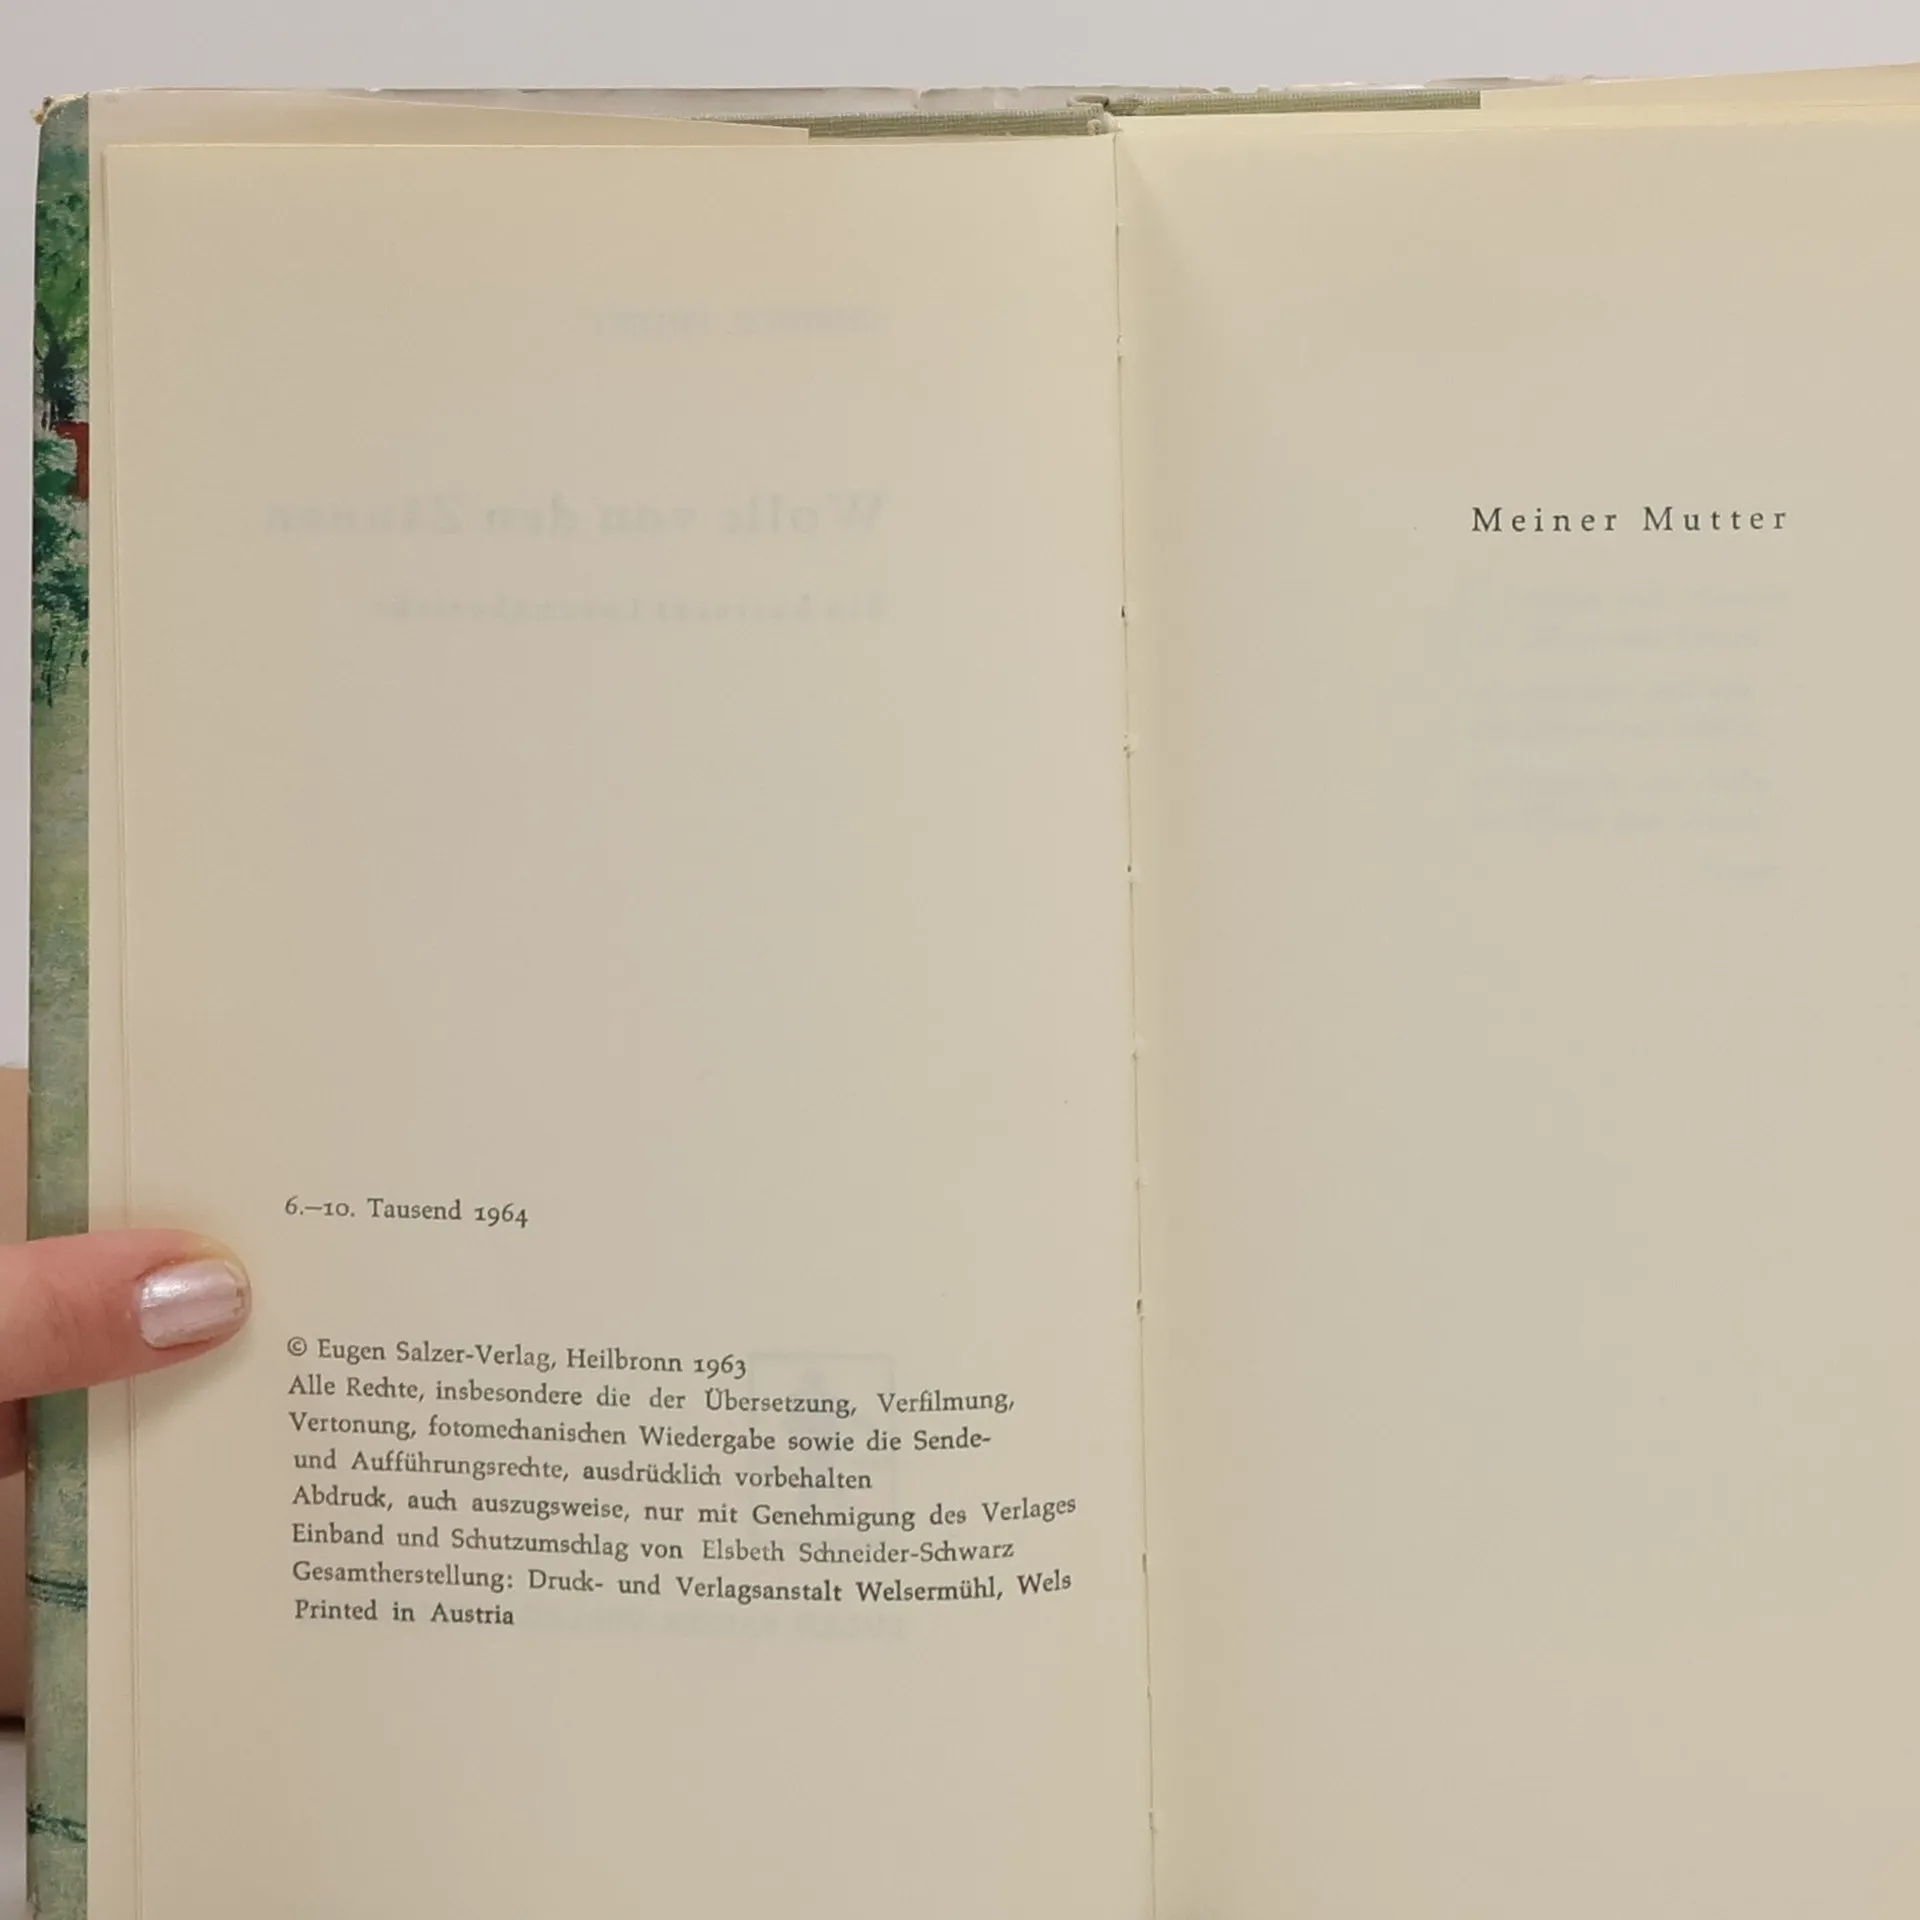 6.—10. Tausend 1964
© Eugen Salzer-Verlag, Heilbronn 1963
Alle Rechte, insbesondere die der Übersetzung, Verfilmung,
Vertonung, fotomechanischen Wiedergabe sowie die Sende-
und Aufführungsrechte, ausdrücklich vorbehalten
Abdruck, auch auszugsweise, nur mit Genehmigung des Verlages
Einband und Schutzumschlag von Elsbeth Schneider-Schwarz
Gesamtherstellung: Druck- und Verlagsanstalt Welsermühl, Wels
Printed in Austria
Meiner Mutter